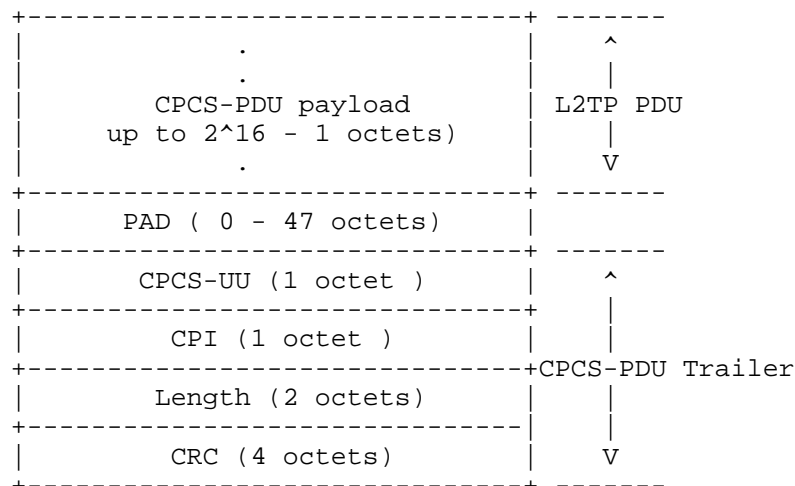 CPCS-PDU payload L2TP PDU
up to 2^16 - 1 octets)
PAD ( 0 - 47 octets)
CPCS-UU (1 octet )
CPI (1 octet )
CPCS-PDU Trailer
Length (2 octets)
CRC (4 octets)